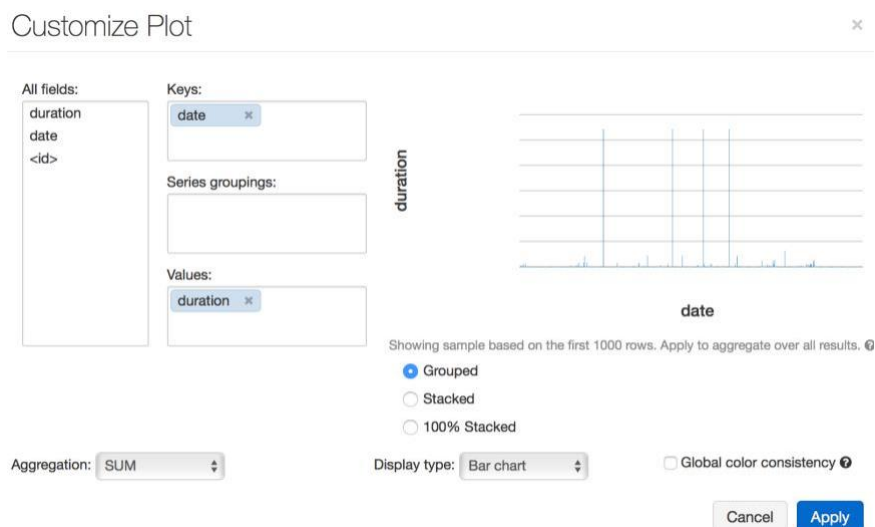 Customize Plot
×
All fields:
duration
date
<id>
Keys:
date ×
Series groupings:
Values:
duration ×
duration
date
Showing sample based on the first 1000 rows. Apply to aggregate over all results. ?
Grouped
Stacked
100% Stacked
Aggregation: SUM
Display type: Bar chart
Global color consistency ?
Cancel
Apply